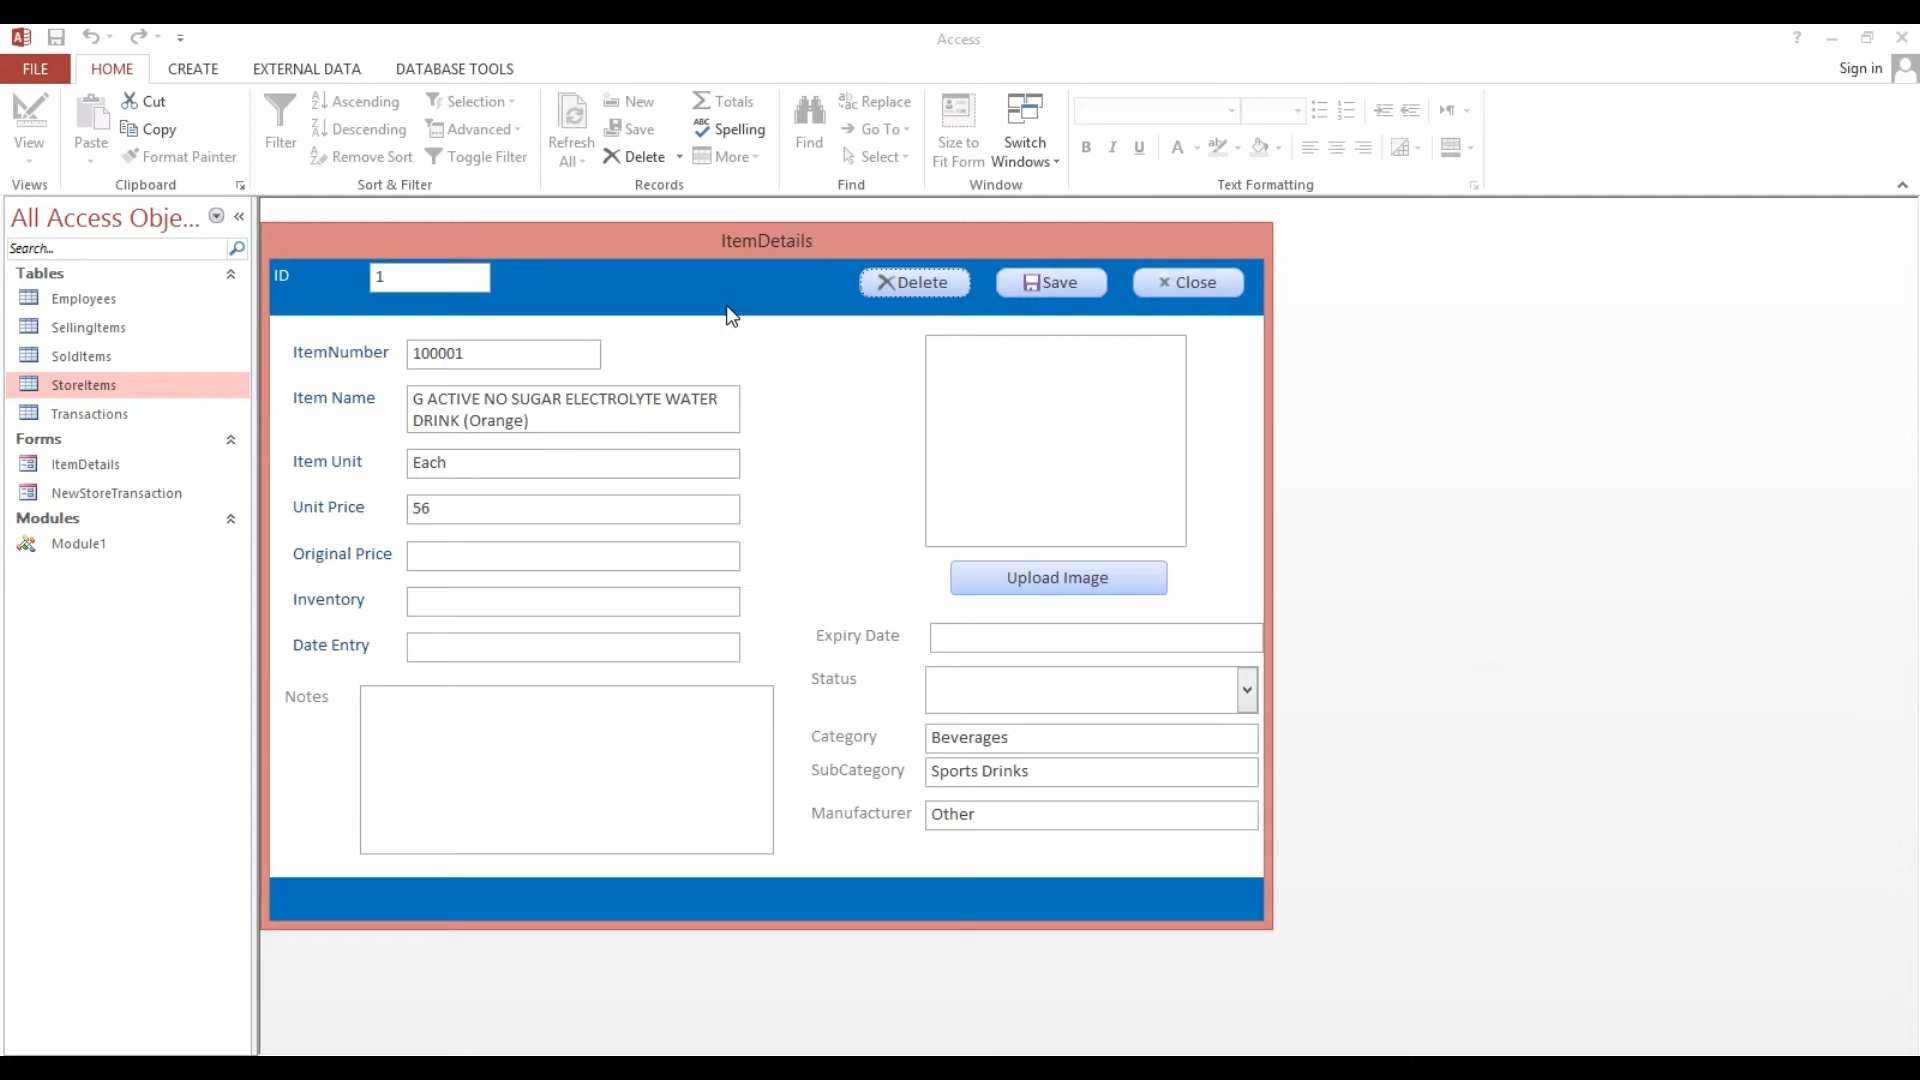 Access
?
FILE
HOME
CREATE
EXTERNAL DATA
DATABASE TOOLS
Sign in
View
Views
Paste
Cut
Copy
Format Painter
Clipboard
Filter
Ascending
Descending
Remove Sort
Selection
Advanced
Toggle Filter
Sort & Filter
Refresh
All
New
Save
Delete
Totals
Spelling
More
Records
Find
Replace
Go To
Select
Find
Size to
Fit Form
Switch
Windows
Window
B I U A
Text Formatting
All Access Obje...
Search...
Tables
Employees
SellingItems
SoldItems
StoreItems
Transactions
Forms
ItemDetails
NewStoreTransaction
Modules
Module1
ItemDetails
ID
1
Delete
Save
Close
ItemNumber
100001
Item Name
G ACTIVE NO SUGAR ELECTROLYTE WATER
DRINK (Orange)
Item Unit
Each
Unit Price
56
Original Price
Inventory
Date Entry
Notes
Upload Image
Expiry Date
Status
Category
Beverages
SubCategory
Sports Drinks
Manufacturer
Other